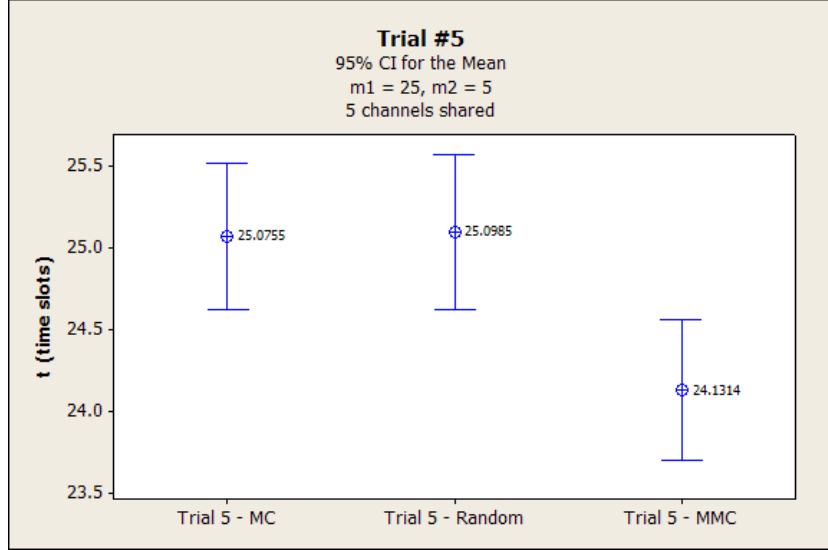 Trial #5
95% CI for the Mean
m1 = 25, m2 = 5
5 channels shared
t (time slots)
25.5
25.0
24.5
24.0
23.5
25.0755
25.0985
24.1314
Trial 5 - MC
Trial 5 - Random
Trial 5 - MMC